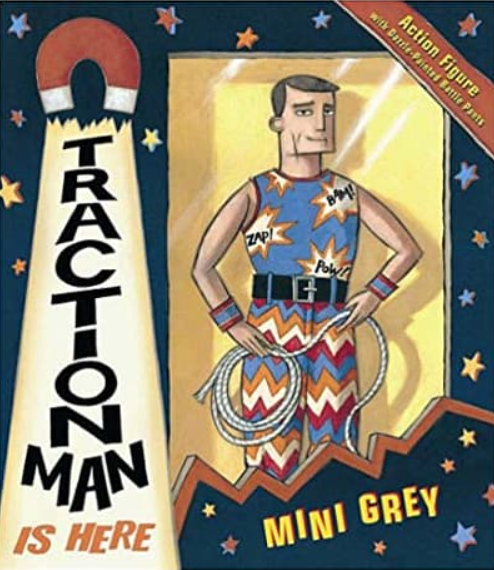 Action Figure
with Dazzle-Painted Battle Pants
TRACTION
MAN
IS HERE
BAM!
ZAP!
POW!
MINI GREY